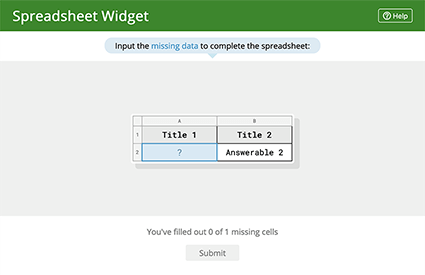 Spreadsheet Widget
Help
Input the missing data to complete the spreadsheet:
A B
1 Title 1 Title 2
2 ? Answerable 2
You've filled out 0 of 1 missing cells
Submit